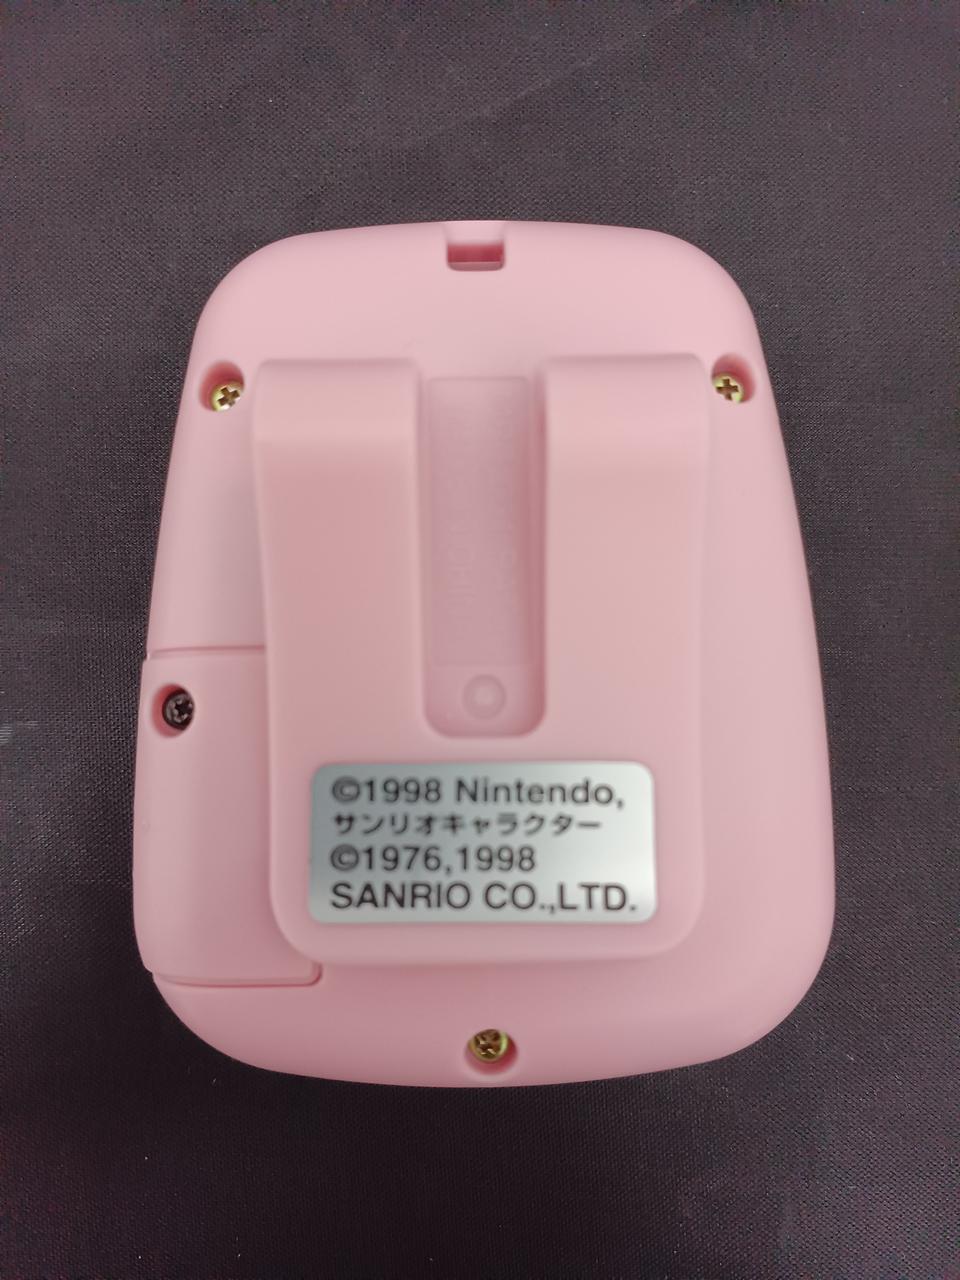 ©1998 Nintendo,
サンリオキャラクター
©1976,1998
SANRIO CO.,LTD.